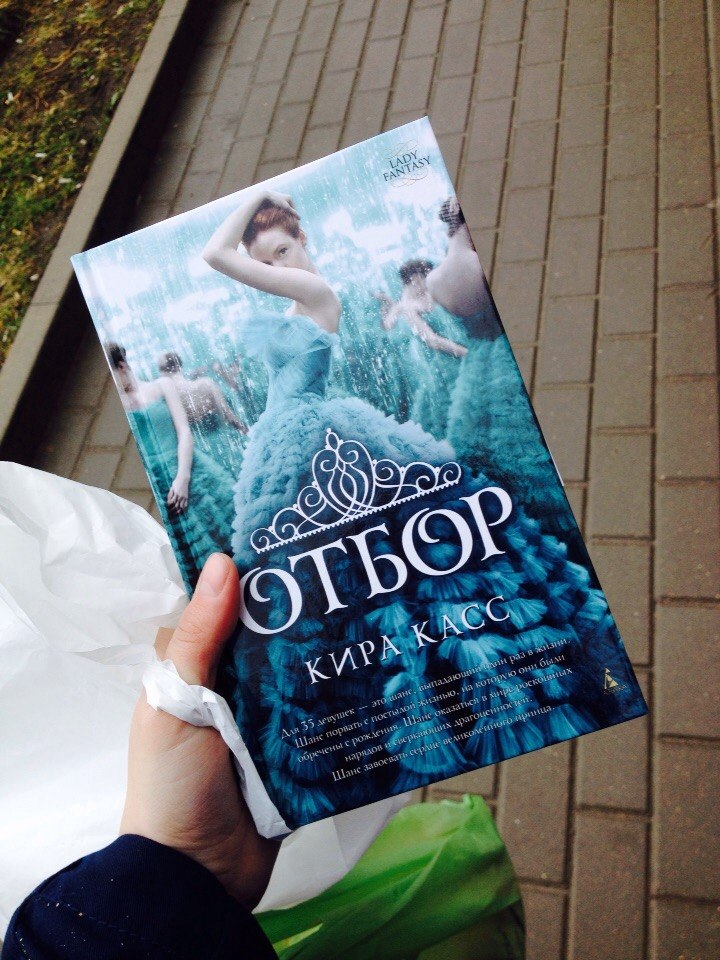 LADY
FANTASY
ОТБОР
КИРА КАСС
Для 35 девушек — это шанс, выпадающий один раз в жизни.
Шанс порвать с постылой жизнью, на которую они были
обречены с рождения. Шанс оказаться в мире роскошных
нарядов и сверкающих драгоценностей.
Шанс завоевать сердце великолепного принца.